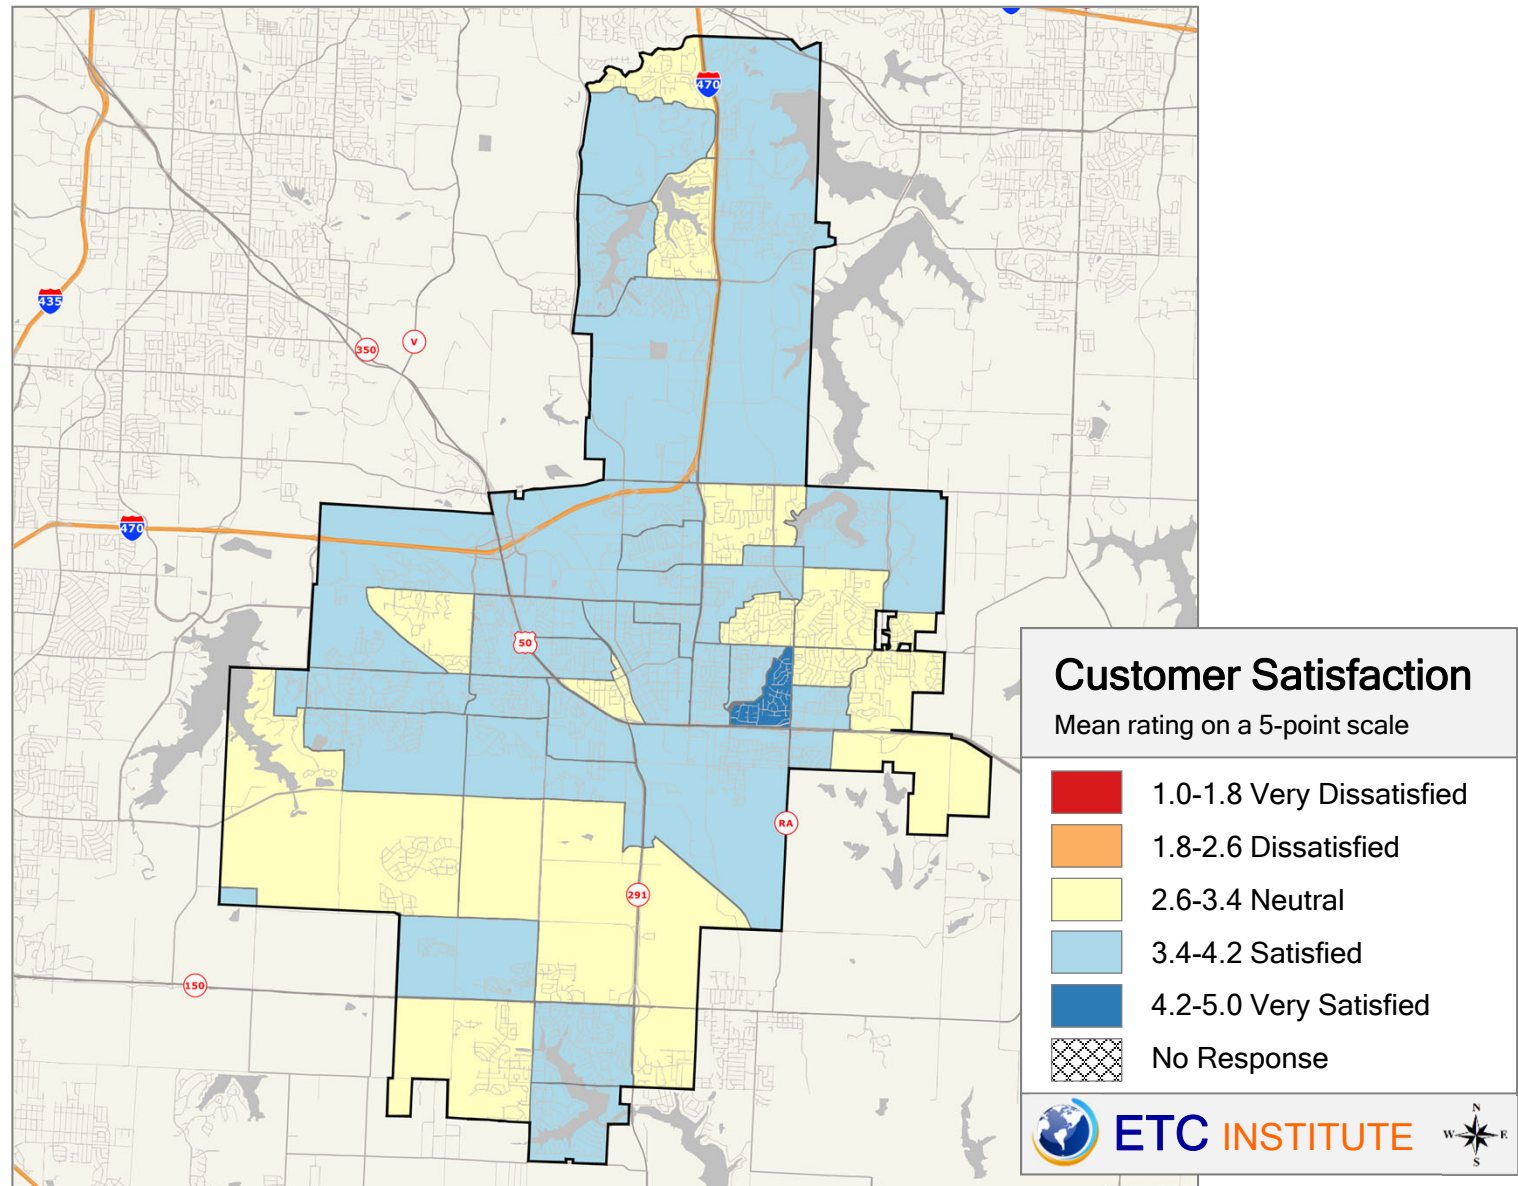 470
435
350
V
470
50
RA
291
150
Customer Satisfaction
Mean rating on a 5-point scale
1.0-1.8 Very Dissatisfied
1.8-2.6 Dissatisfied
2.6-3.4 Neutral
3.4-4.2 Satisfied
4.2-5.0 Very Satisfied
No Response
ETC INSTITUTE
N
W E
S